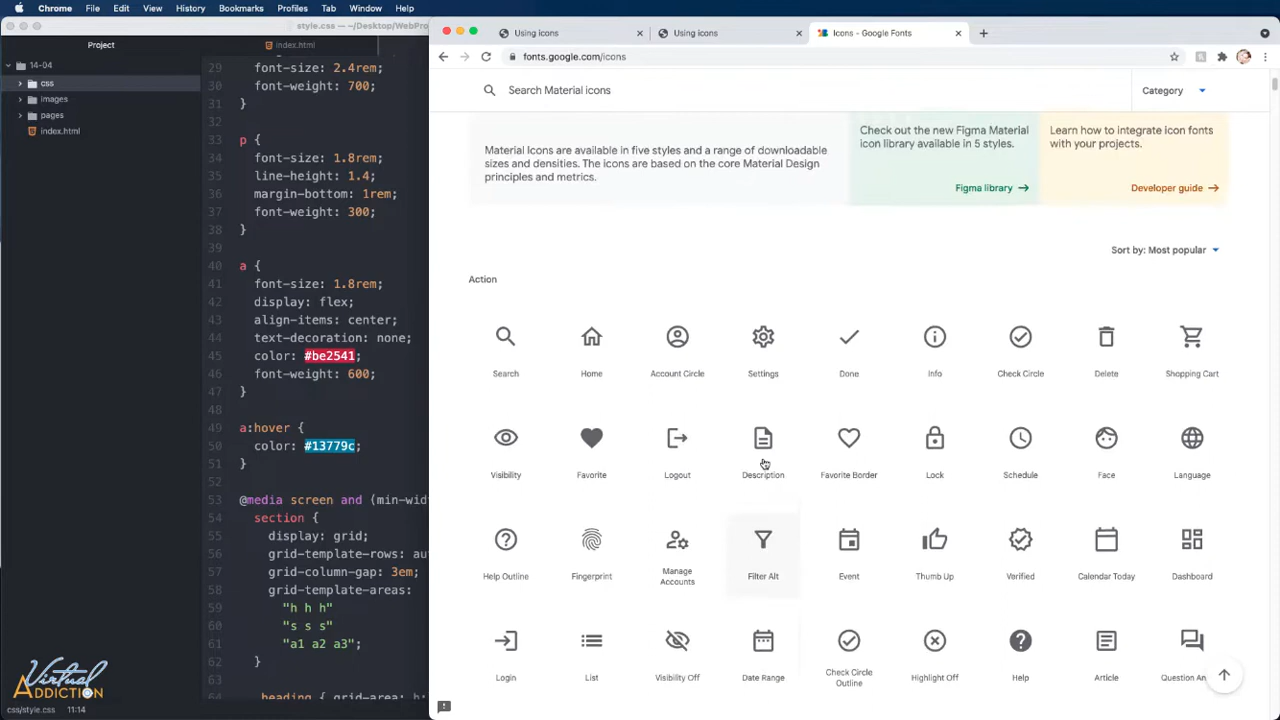 Chrome File Edit View History Bookmarks Profiles Tab Window Help
style.css — ~/Desktop/WebPro
Project
index.html
14-04
css
images
pages
index.html
29 font-size: 2.4rem;
30 font-weight: 700;
31 }
32
33 p {
34 font-size: 1.8rem;
35 line-height: 1.4;
36 margin-bottom: 1rem;
37 font-weight: 300;
38 }
39
40 a {
41 font-size: 1.8rem;
42 display: flex;
43 align-items: center;
44 text-decoration: none;
45 color: #be2541;
46 font-weight: 600;
47 }
48
49 a:hover {
50 color: #13779c;
51 }
52
53 @media screen and (min-wid
54 section {
55 display: grid;
56 grid-template-rows: au
57 grid-column-gap: 3em;
58 grid-template-areas:
59 "h h h"
60 "s s s"
61 "a1 a2 a3";
62 }
63
64 .heading { grid-area: h;
Virtual
ADDICTION
css/style.css 11:14
Using icons
Using icons
Icons - Google Fonts
fonts.google.com/icons
Search Material icons
Category
Material Icons are available in five styles and a range of downloadable
sizes and densities. The icons are based on the core Material Design
principles and metrics.
Check out the new Figma Material
icon library available in 5 styles.
Figma library →
Learn how to integrate icon fonts
with your projects.
Developer guide →
Sort by: Most popular
Action
Search Home Account Circle Settings Done Info Check Circle Delete Shopping Cart
Visibility Favorite Logout Description Favorite Border Lock Schedule Face Language
Help Outline Fingerprint Manage Accounts Filter Alt Event Thumb Up Verified Calendar Today Dashboard
Login List Visibility Off Date Range Check Circle Outline Highlight Off Help Article Question An